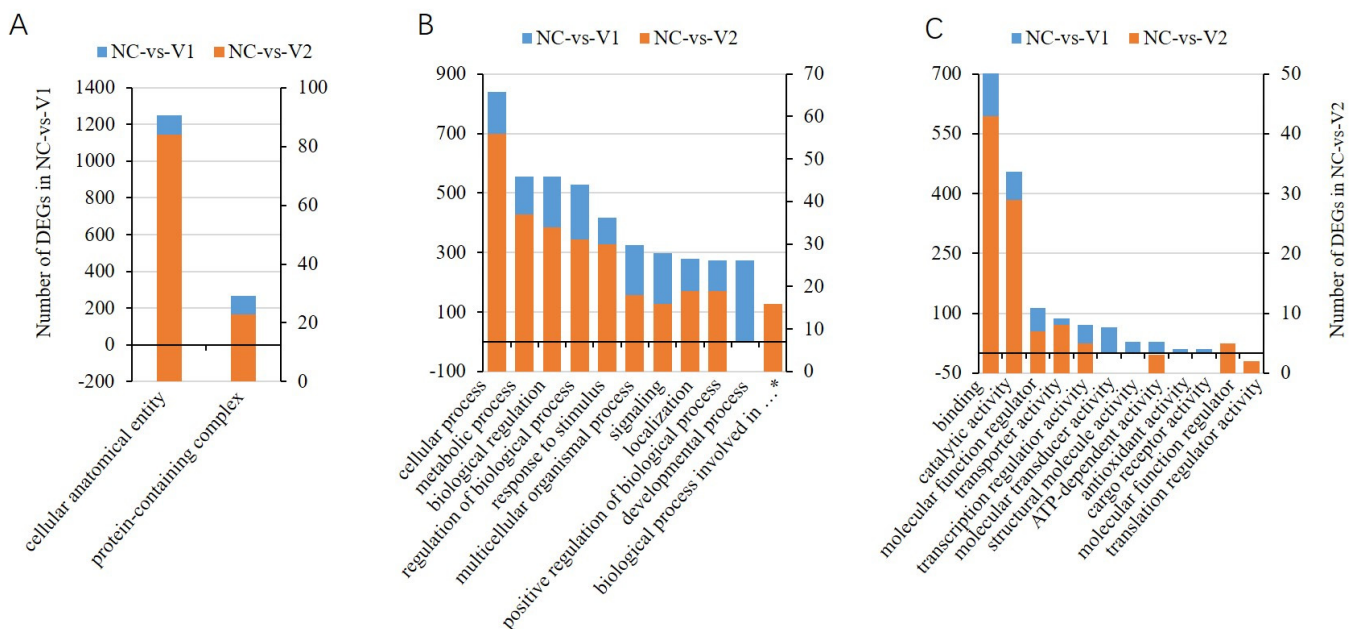 A
NC-vs-V1
NC-vs-V2
Number of DEGs in NC-vs-V1
1400
1200
1000
800
600
400
200
0
-200
100
80
60
40
20
0
cellular anatomical entity
protein-containing complex
B
NC-vs-V1
NC-vs-V2
900
700
500
300
100
-100
70
60
50
40
30
20
10
0
cellular process
metabolic process
biological regulation
regulation of biological process
response to stimulus
multicellular organismal process
signaling
localization
positive regulation of biological process
developmental process
biological process involved in …*
C
NC-vs-V1
NC-vs-V2
700
550
400
250
100
-50
50
40
30
20
10
0
Number of DEGs in NC-vs-V2
binding
catalytic activity
molecular function regulator
transporter activity
transcription regulator activity
molecular transducer activity
structural molecule activity
ATP-dependent activity
antioxidant activity
cargo receptor activity
molecular function regulator
translation regulator activity